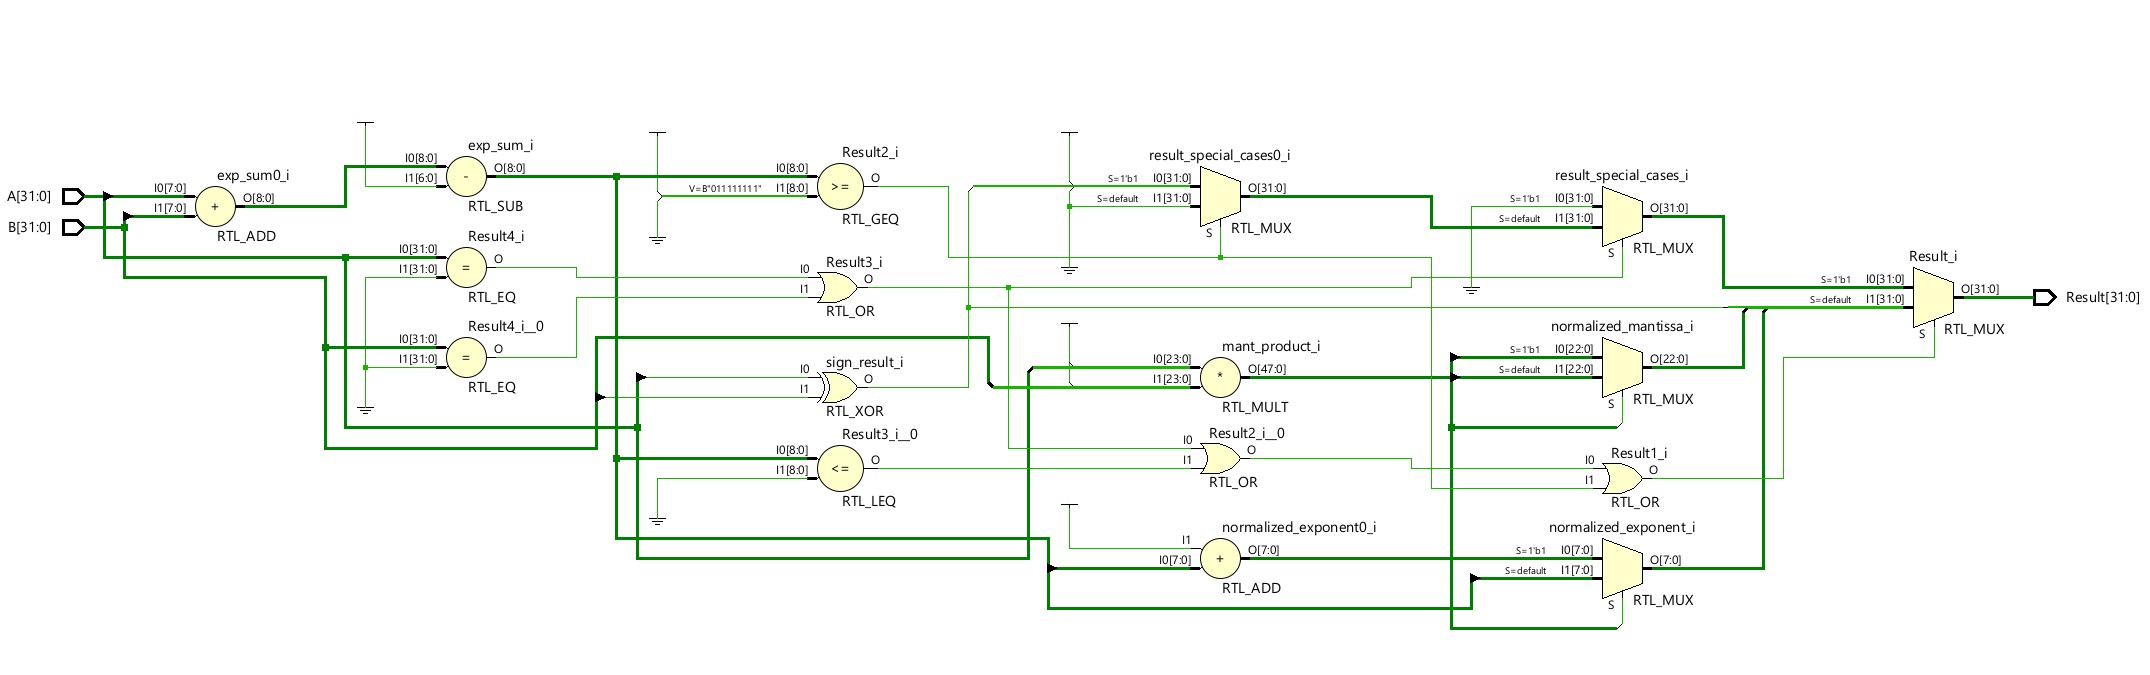 A[31:0]
B[31:0]
exp_sum0_i
I0[7:0]
I1[7:0]
+
O[8:0]
RTL_ADD
exp_sum_i
I0[8:0]
I1[6:0]
-
O[8:0]
RTL_SUB
Result4_i
I0[31:0]
I1[31:0]
=
O
RTL_EQ
Result4_i__0
I0[31:0]
I1[31:0]
=
O
RTL_EQ
Result2_i
I0[8:0]
V=B"011111111"
I1[8:0]
>=
O
RTL_GEQ
Result3_i
I0
I1
O
RTL_OR
sign_result_i
I0
I1
O
RTL_XOR
Result3_i__0
I0[8:0]
I1[8:0]
<=
O
RTL_LEQ
result_special_cases0_i
S=1'b1
I0[31:0]
S=default
I1[31:0]
O[31:0]
S
RTL_MUX
mant_product_i
I0[23:0]
I1[23:0]
*
O[47:0]
RTL_MULT
Result2_i__0
I0
I1
O
RTL_OR
normalized_exponent0_i
I1
I0[7:0]
+
O[7:0]
RTL_ADD
result_special_cases_i
S=1'b1
I0[31:0]
S=default
I1[31:0]
O[31:0]
S
RTL_MUX
normalized_mantissa_i
S=1'b1
I0[22:0]
S=default
I1[22:0]
O[22:0]
S
RTL_MUX
Result1_i
I0
I1
O
RTL_OR
normalized_exponent_i
S=1'b1
I0[7:0]
S=default
I1[7:0]
O[7:0]
S
RTL_MUX
Result_i
S=1'b1
I0[31:0]
S=default
I1[31:0]
O[31:0]
S
RTL_MUX
Result[31:0]